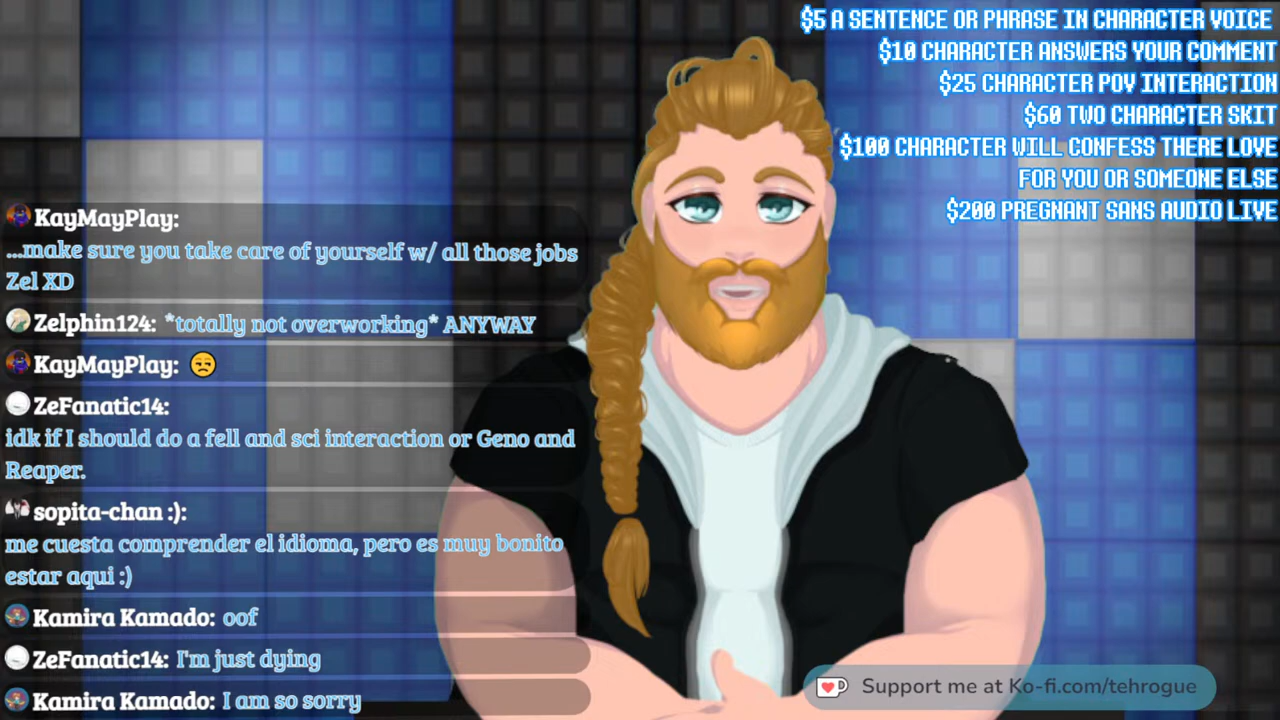 $5 A SENTENCE OR PHRASE IN CHARACTER VOICE
$10 CHARACTER ANSWERS YOUR COMMENT
$25 CHARACTER POV INTERACTION
$60 TWO CHARACTER SKIT
$100 CHARACTER WILL CONFESS THERE LOVE
FOR YOU OR SOMEONE ELSE
$200 PREGNANT SANS AUDIO LIVE
KayMayPlay:
...make sure you take care of yourself w/ all those jobs
Zel XD
Zelphin124: *totally not overworking* ANYWAY
KayMayPlay: 😒
ZeFanatic14:
idk if I should do a fell and sci interaction or Geno and
Reaper.
sopita-chan :):
me cuesta comprender el idioma, pero es muy bonito
estar aqui :)
Kamira Kamado: oof
ZeFanatic14: I'm just dying
Kamira Kamado: I am so sorry
Support me at Ko-fi.com/tehrogue